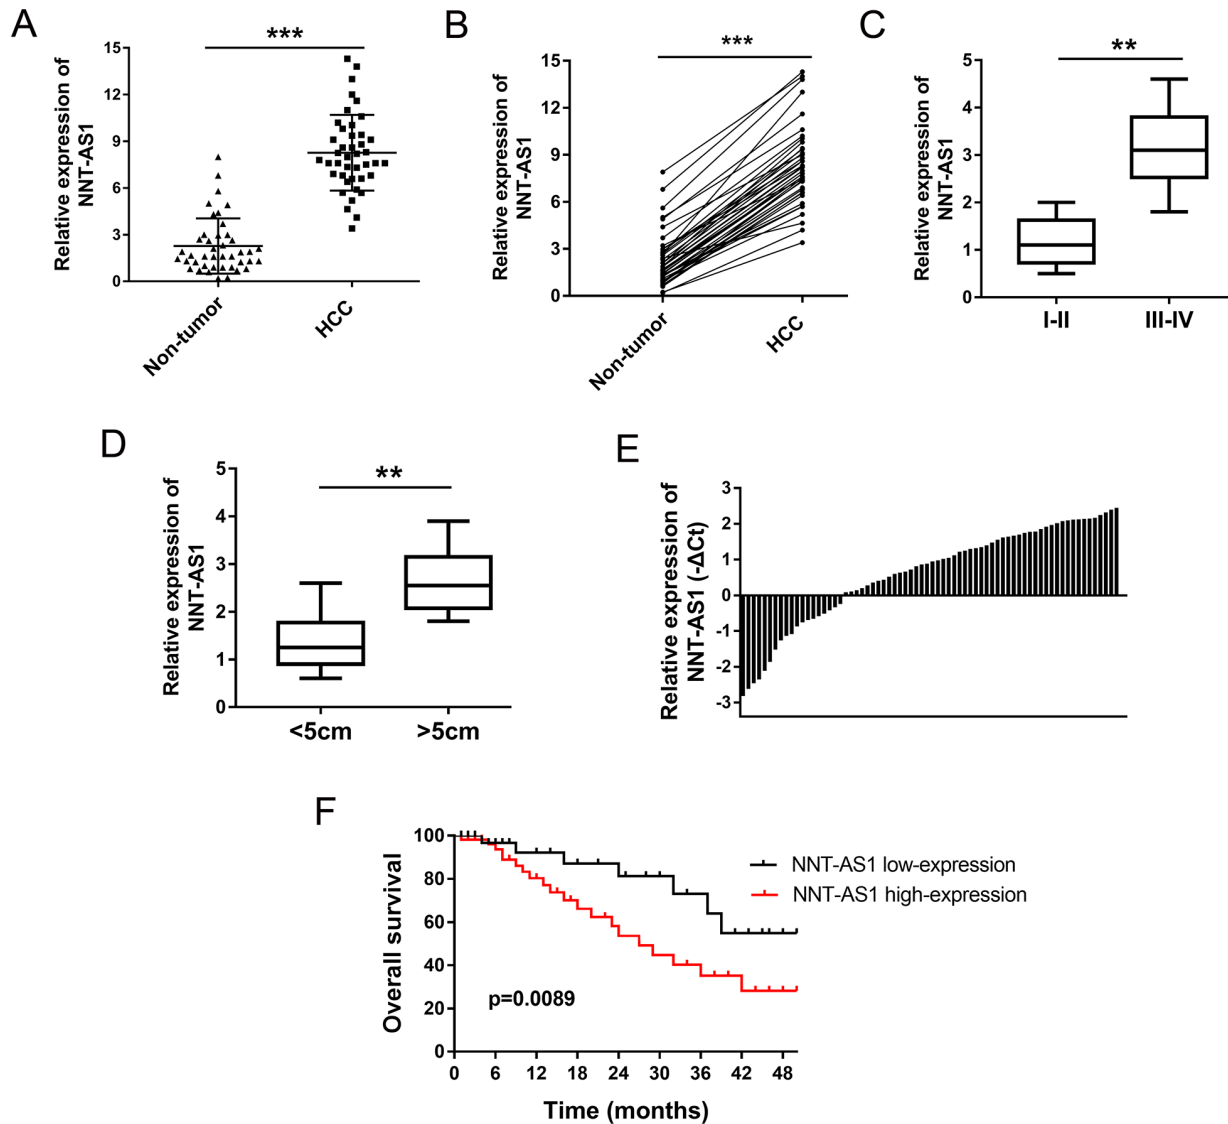 A
Relative expression of
NNT-AS1
15
12
9
6
3
0
***
Non-tumor
HCC
B
Relative expression of
NNT-AS1
15
12
9
6
3
0
***
Non-tumor
HCC
C
Relative expression of
NNT-AS1
5
4
3
2
1
0
**
I-II
III-IV
D
Relative expression of
NNT-AS1
5
4
3
2
1
0
**
<5cm
>5cm
E
Relative expression of
NNT-AS1 (-ΔCt)
3
2
1
0
-1
-2
-3
F
Overall survival
100
80
60
40
20
0
p=0.0089
NNT-AS1 low-expression
NNT-AS1 high-expression
0 6 12 18 24 30 36 42 48
Time (months)